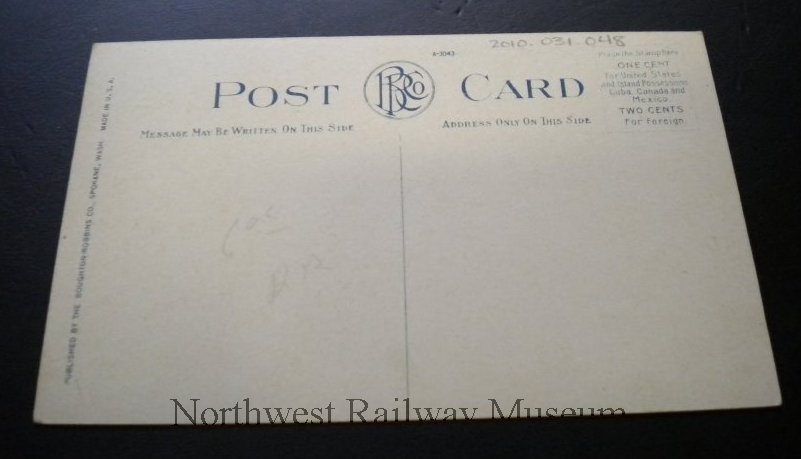 A-3043
2010.031.048
POST BRCo CARD
Place the Stamp Here
ONE CENT
for United States
and Island Possessions
Cuba, Canada and
Mexico.
TWO CENTS
for Foreign
MESSAGE MAY BE WRITTEN ON THIS SIDE
ADDRESS ONLY ON THIS SIDE
PUBLISHED BY THE BOUGHTON-ROBBINS CO., SPOKANE, WASH. MADE IN U. S. A.
Northwest Railway Museum